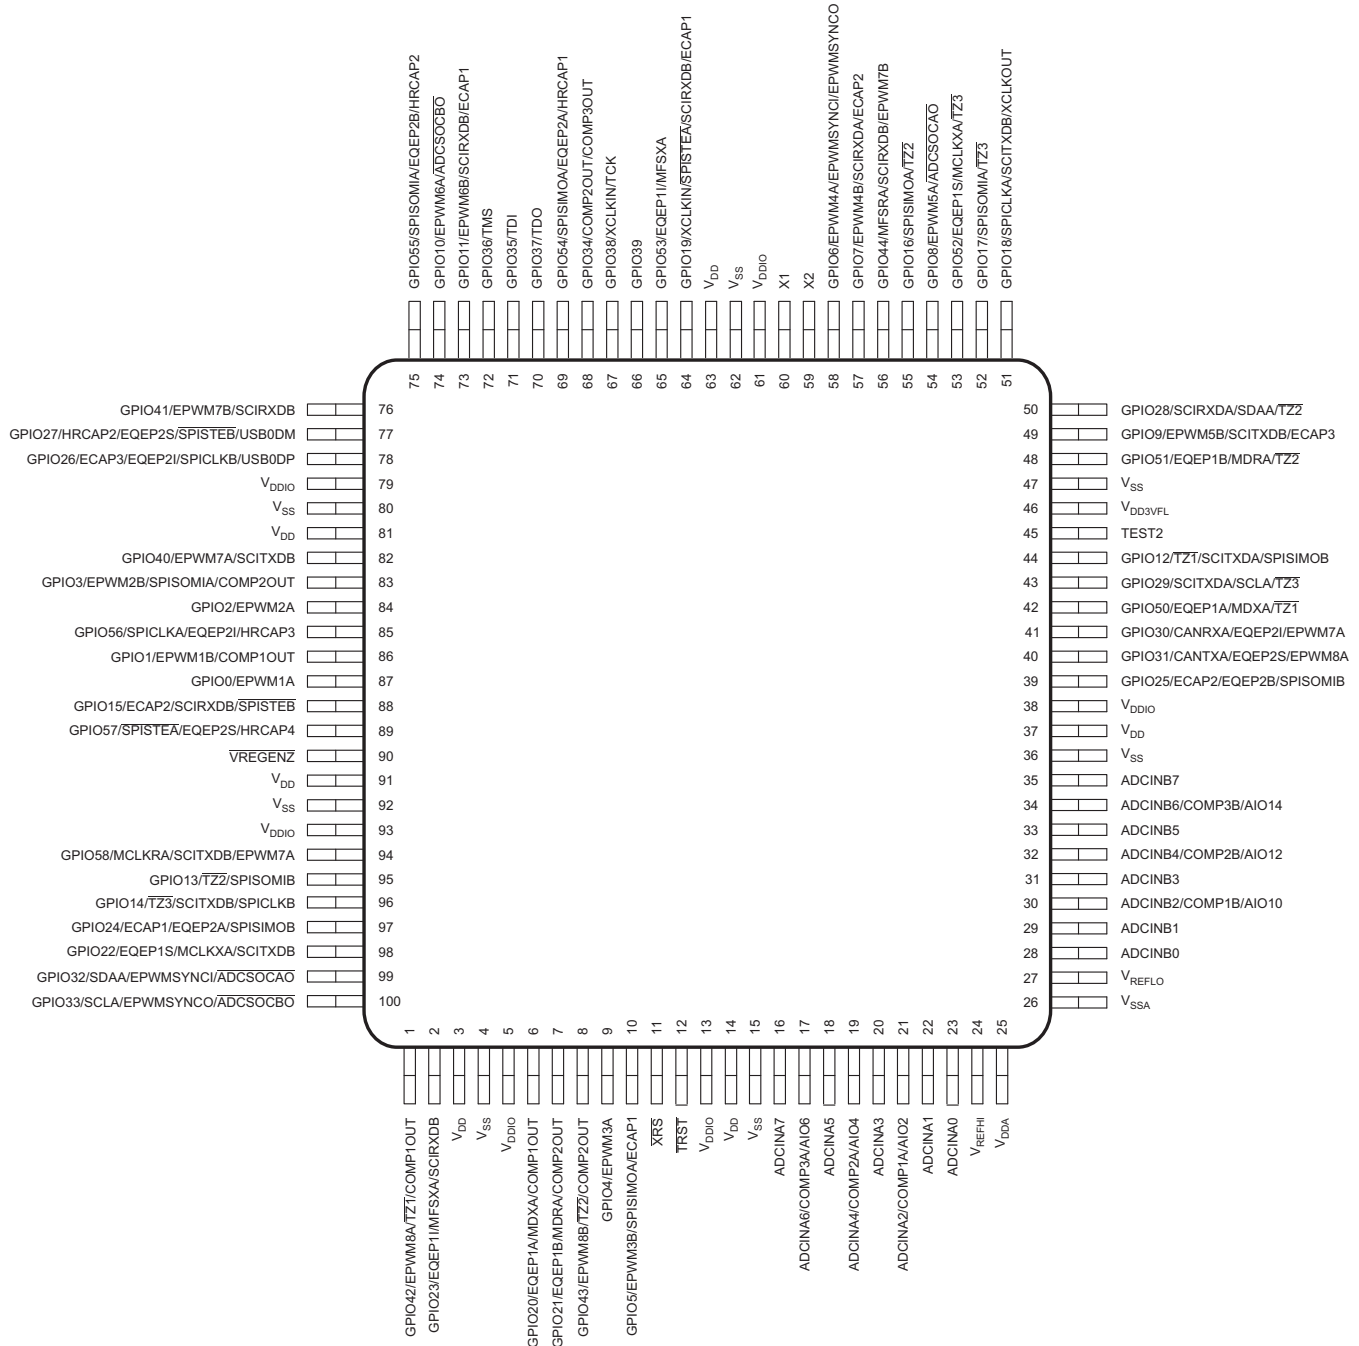 GPIO55/SPISOMIA/EQEP2B/HRCAP2
GPIO10/EPWM6A/ADCSOCBO
GPIO11/EPWM6B/SCIRXDB/ECAP1
GPIO36/TMS
GPIO35/TDI
GPIO37/TDO
GPIO54/SPISIMOA/EQEP2A/HRCAP1
GPIO34/COMP2OUT/COMP3OUT
GPIO38/XCLKIN/TCK
GPIO39
GPIO53/EQEP1I/MFSXA
GPIO19/XCLKIN/SPISTEA/SCIRXDB/ECAP1
VDD
VSS
VDDIO
X1
X2
GPIO6/EPWM4A/EPWMSYNCI/EPWMSYNCO
GPIO7/EPWM4B/SCIRXDA/ECAP2
GPIO44/MFSRA/SCIRXDB/EPWM7B
GPIO16/SPISIMOA/TZ2
GPIO8/EPWM5A/ADCSOCAO
GPIO52/EQEP1S/MCLKXA/TZ3
GPIO17/SPISOMIA/TZ3
GPIO18/SPICLKA/SCITXDB/XCLKOUT
75
74
73
72
71
70
69
68
67
66
65
64
63
62
61
60
59
58
57
56
55
54
53
52
51
GPIO41/EPWM7B/SCIRXDB 76
GPIO27/HRCAP2/EQEP2S/SPISTEB/USB0DM 77
GPIO26/ECAP3/EQEP2I/SPICLKB/USB0DP 78
VDDIO 79
VSS 80
VDD 81
GPIO40/EPWM7A/SCITXDB 82
GPIO3/EPWM2B/SPISOMIA/COMP2OUT 83
GPIO2/EPWM2A 84
GPIO56/SPICLKA/EQEP2I/HRCAP3 85
GPIO1/EPWM1B/COMP1OUT 86
GPIO0/EPWM1A 87
GPIO15/ECAP2/SCIRXDB/SPISTEB 88
GPIO57/SPISTEA/EQEP2S/HRCAP4 89
VREGENZ 90
VDD 91
VSS 92
VDDIO 93
GPIO58/MCLKRA/SCITXDB/EPWM7A 94
GPIO13/TZ2/SPISOMIB 95
GPIO14/TZ3/SCITXDB/SPICLKB 96
GPIO24/ECAP1/EQEP2A/SPISIMOB 97
GPIO22/EQEP1S/MCLKXA/SCITXDB 98
GPIO32/SDAA/EPWMSYNCI/ADCSOCAO 99
GPIO33/SCLA/EPWMSYNCO/ADCSOCBO 100
50 GPIO28/SCIRXDA/SDAA/TZ2
49 GPIO9/EPWM5B/SCITXDB/ECAP3
48 GPIO51/EQEP1B/MDRA/TZ2
47 VSS
46 VDD3VFL
45 TEST2
44 GPIO12/TZ1/SCITXDA/SPISIMOB
43 GPIO29/SCITXDA/SCLA/TZ3
42 GPIO50/EQEP1A/MDXA/TZ1
41 GPIO30/CANRXA/EQEP2I/EPWM7A
40 GPIO31/CANTXA/EQEP2S/EPWM8A
39 GPIO25/ECAP2/EQEP2B/SPISOMIB
38 VDDIO
37 VDD
36 VSS
35 ADCINB7
34 ADCINB6/COMP3B/AIO14
33 ADCINB5
32 ADCINB4/COMP2B/AIO12
31 ADCINB3
30 ADCINB2/COMP1B/AIO10
29 ADCINB1
28 ADCINB0
27 VREFLO
26 VSSA
1
2
3
4
5
6
7
8
9
10
11
12
13
14
15
16
17
18
19
20
21
22
23
24
25
GPIO42/EPWM8A/TZ1/COMP1OUT
GPIO23/EQEP1I/MFSXA/SCIRXDB
VDD
VSS
VDDIO
GPIO20/EQEP1A/MDXA/COMP1OUT
GPIO21/EQEP1B/MDRA/COMP2OUT
GPIO43/EPWM8B/TZ2/COMP2OUT
GPIO4/EPWM3A
GPIO5/EPWM3B/SPISIMOA/ECAP1
XRS
TRST
VDDIO
VDD
VSS
ADCINA7
ADCINA6/COMP3A/AIO6
ADCINA5
ADCINA4/COMP2A/AIO4
ADCINA3
ADCINA2/COMP1A/AIO2
ADCINA1
ADCINA0
VREFHI
VDDA